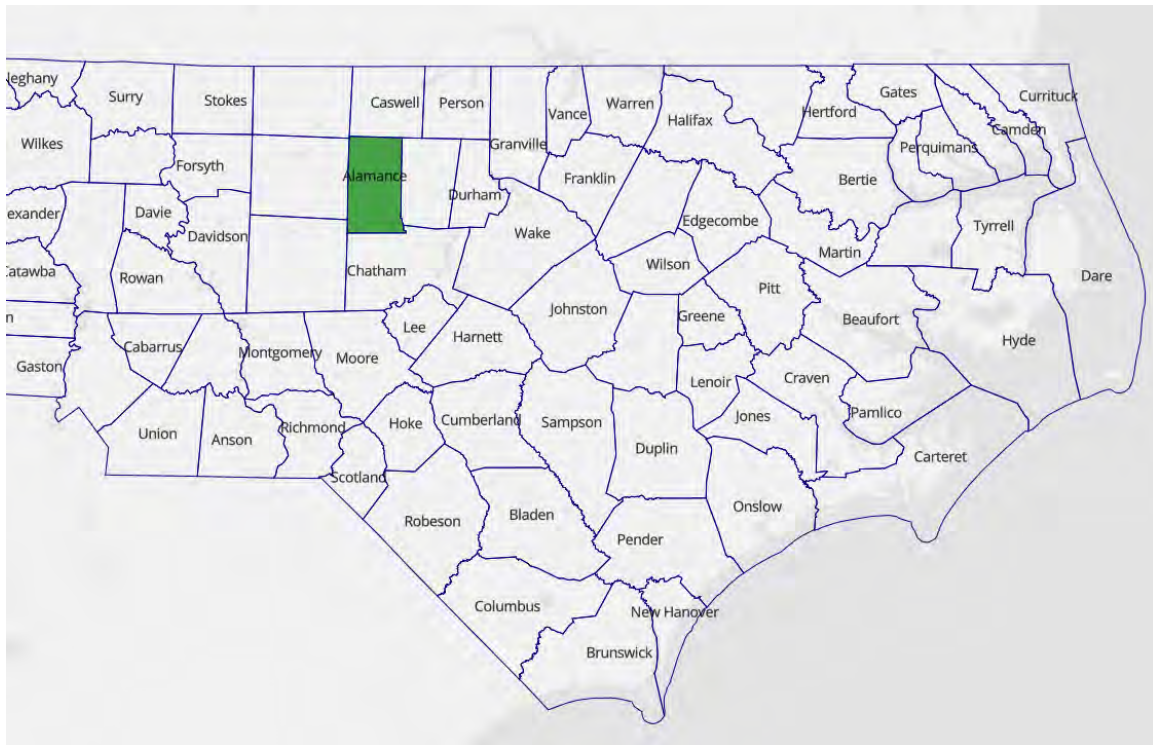 leghany
Surry
Stokes
Caswell
Person
Vance
Warren
Halifax
Hertford
Gates
Currituck
Camden
Wilkes
Forsyth
Alamance
Granville
Durham
Franklin
Perquimans
Bertie
exander
Davie
Davidson
Wake
Edgecombe
Martin
Tyrrell
Catawba
Rowan
Chatham
Wilson
Pitt
Dare
n
Johnston
Greene
Beaufort
Hyde
Gaston
Cabarrus
Montgomery
Moore
Lee
Harnett
Lenoir
Craven
Pamlico
Union
Anson
Richmond
Hoke
Cumberland
Sampson
Jones
Duplin
Carteret
Scotland
Robeson
Bladen
Onslow
Pender
Columbus
New Hanover
Brunswick